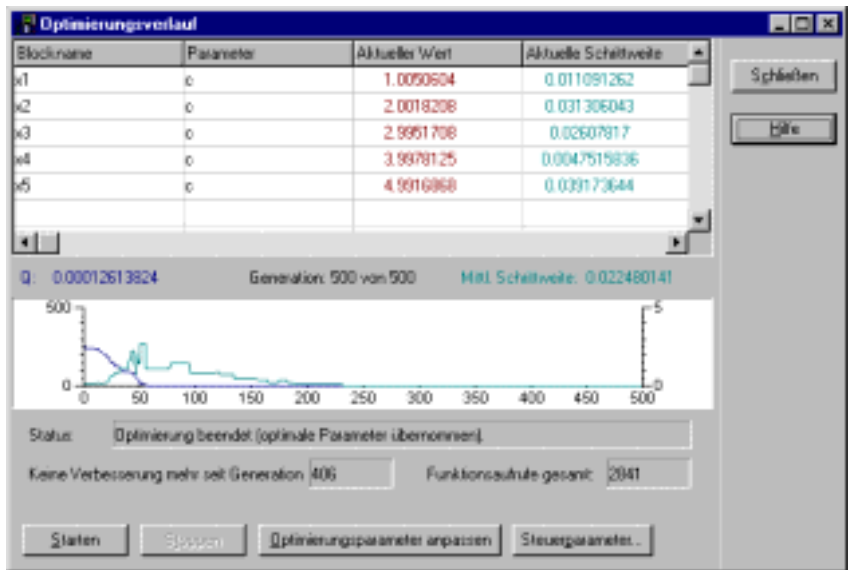 Optimierungsverlauf
Blockname Parameter Aktueller Wert Aktuelle Schrittweite
x1 c 1.0050604 0.011091262
x2 c 2.0018208 0.031306043
x3 c 2.9951708 0.02607817
x4 c 3.9978125 0.0047515836
x5 c 4.9916868 0.039173644
Schließen
Hilfe
Q: 0.00012613824 Generation: 500 von 500 Mittl. Schrittweite: 0.022480141
500 5
0 0
0 50 100 150 200 250 300 350 400 450 500
Status: Optimierung beendet (optimale Parameter übernommen).
Keine Verbesserung mehr seit Generation 406 Funktionsaufrufe gesamt: 2841
Starten Stoppen Optimierungsparameter anpassen Steuerparameter...